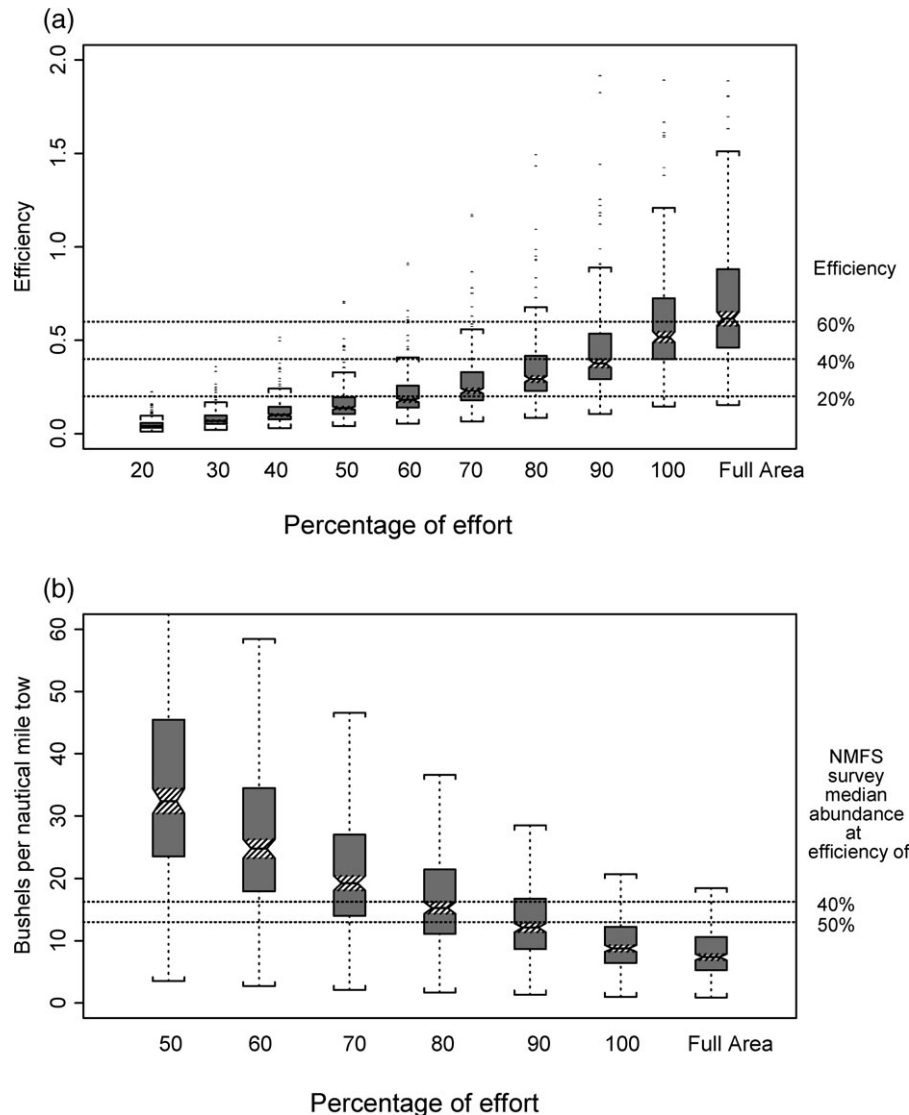 (a)
2.0
1.5
1.0
0.5
0.0
Efficiency
Efficiency
60%
40%
20%
20 30 40 50 60 70 80 90 100 Full Area
Percentage of effort
(b)
60
50
40
30
20
10
0
Bushels per nautical mile tow
NMFS
survey
median
abundance
at
efficiency of
40%
50%
50 60 70 80 90 100 Full Area
Percentage of effort